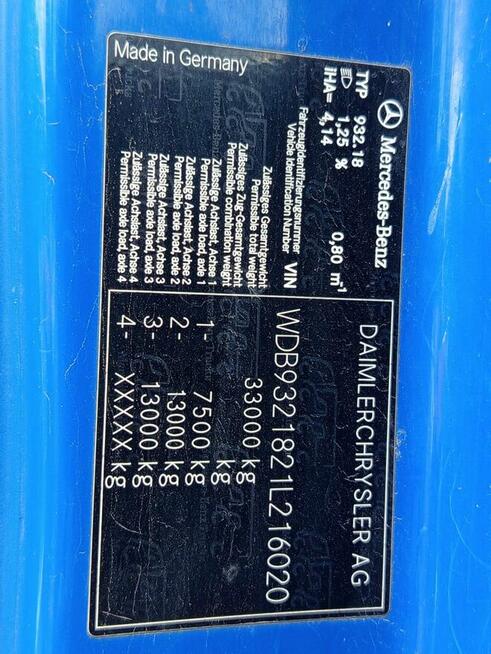 Mercedes-Benz DAIMLERCHRYSLER AG
TYP 932.18
1,25 % 0,80 m⁻¹
IHA= 4,14
Fahrzeugidentifizierungsnummer
Vehicle Identification Number VIN WDB9321821L216020
Zulässiges Gesamtgewicht
Permissible total weight 33000 kg
Zulässiges Zug-Gesamtgewicht
Permissible combination weight kg
Zulässige Achslast, Achse 1
Permissible axle load, axle 1 1- 7500 kg
Zulässige Achslast, Achse 2
Permissible axle load, axle 2 2- 13000 kg
Zulässige Achslast, Achse 3
Permissible axle load, axle 3 3- 13000 kg
Zulässige Achslast, Achse 4
Permissible axle load, axle 4 4- XXXXX kg
Made in Germany